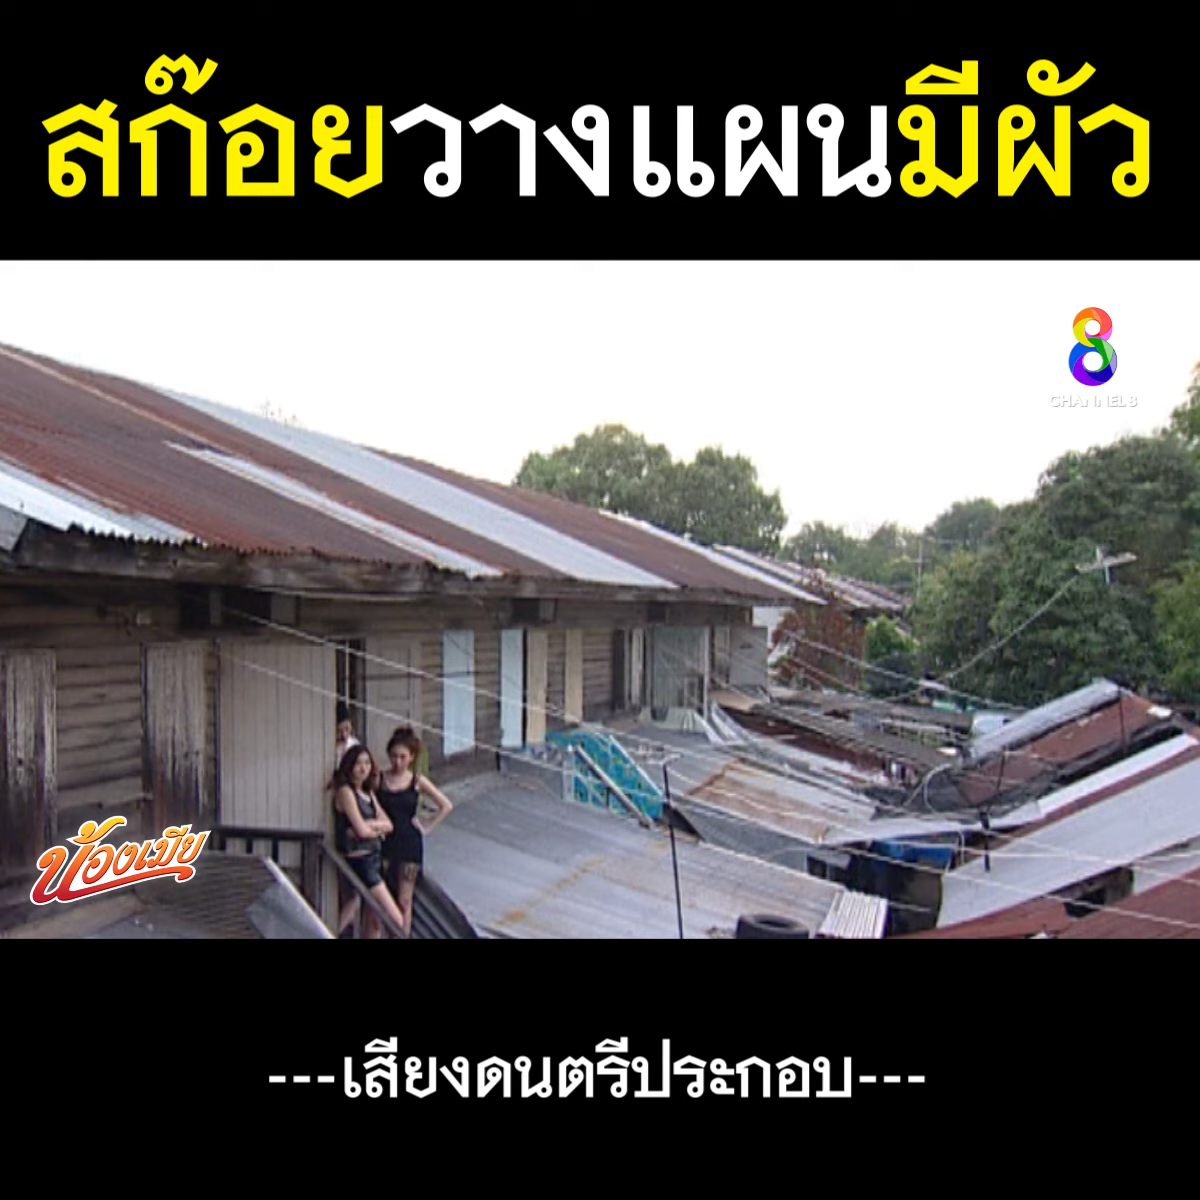 สก๊อยวางแผนมีผัว
8
CHANNEL 8
น้องเมีย
---เสียงดนตรีประกอบ---